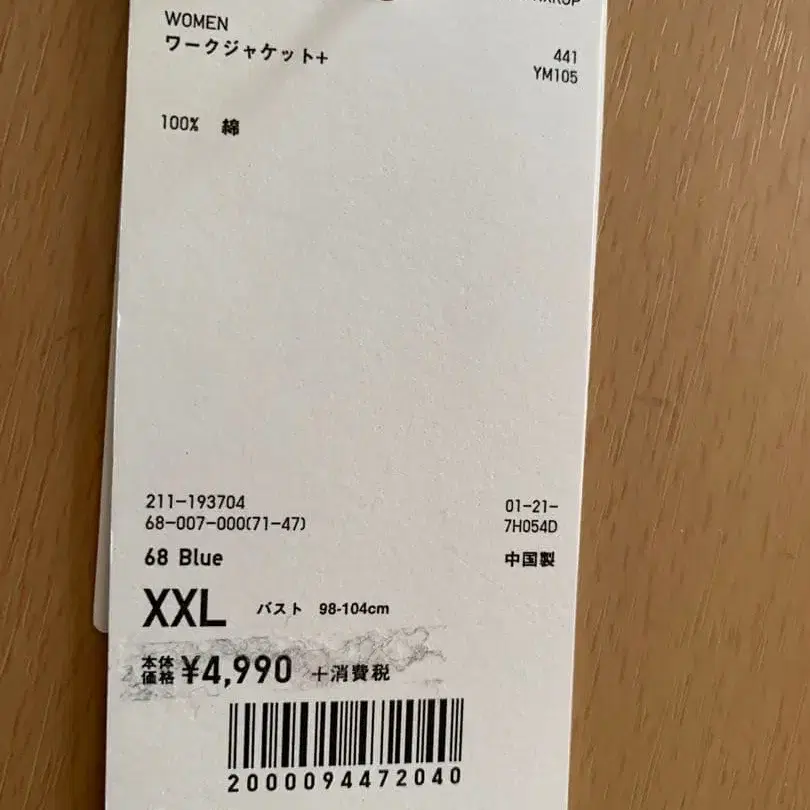 WOMEN
ワークジャケット+
441
YM105
100% 綿
211-193704
68-007-000(71-47)
01-21-
7H054D
68 Blue
中国製
XXL バスト 98-104cm
本体価格 ¥4,990 +消費税
2000094472040